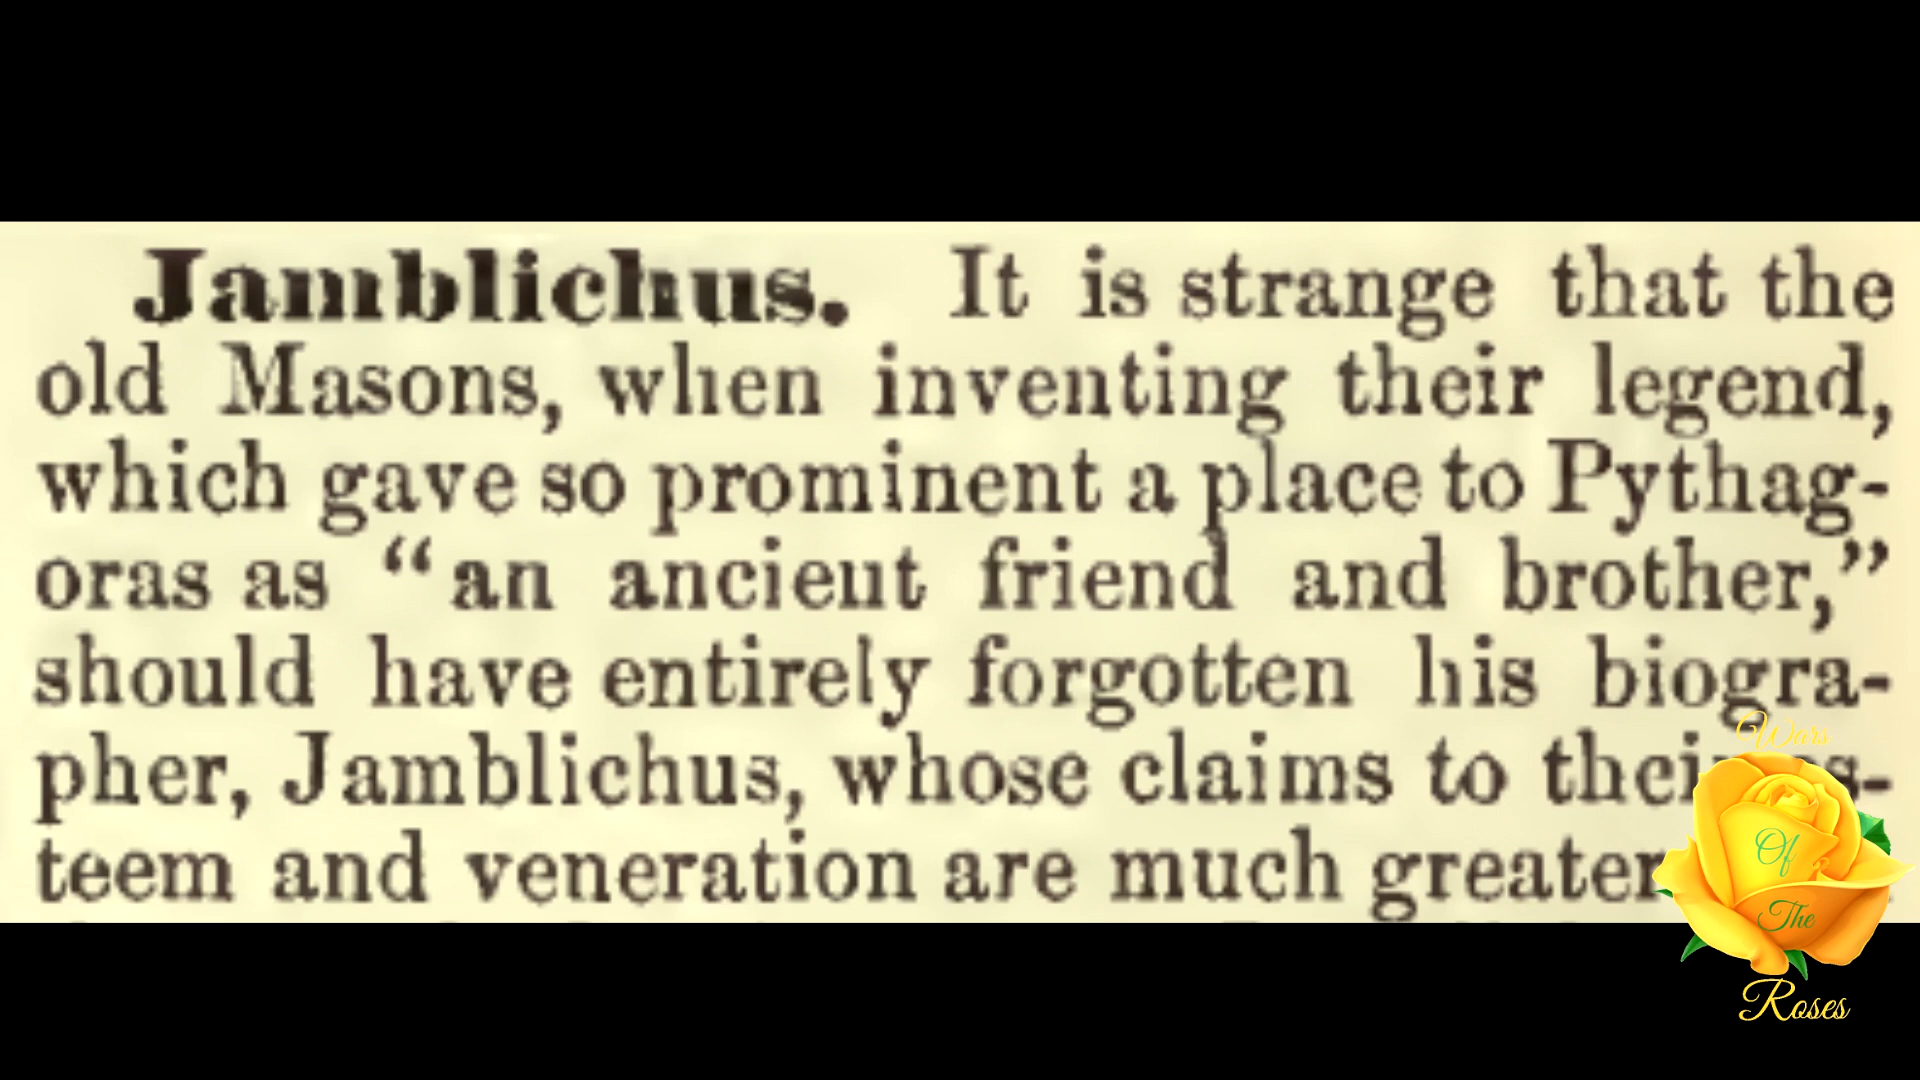 Jamblichus. It is strange that the
old Masons, when inventing their legend,
which gave so prominent a place to Pythag-
oras as “an ancient friend and brother,”
should have entirely forgotten his biogra-
pher, Jamblichus, whose claims to their es-
teem and veneration are much greater
Wars
Of
The
Roses